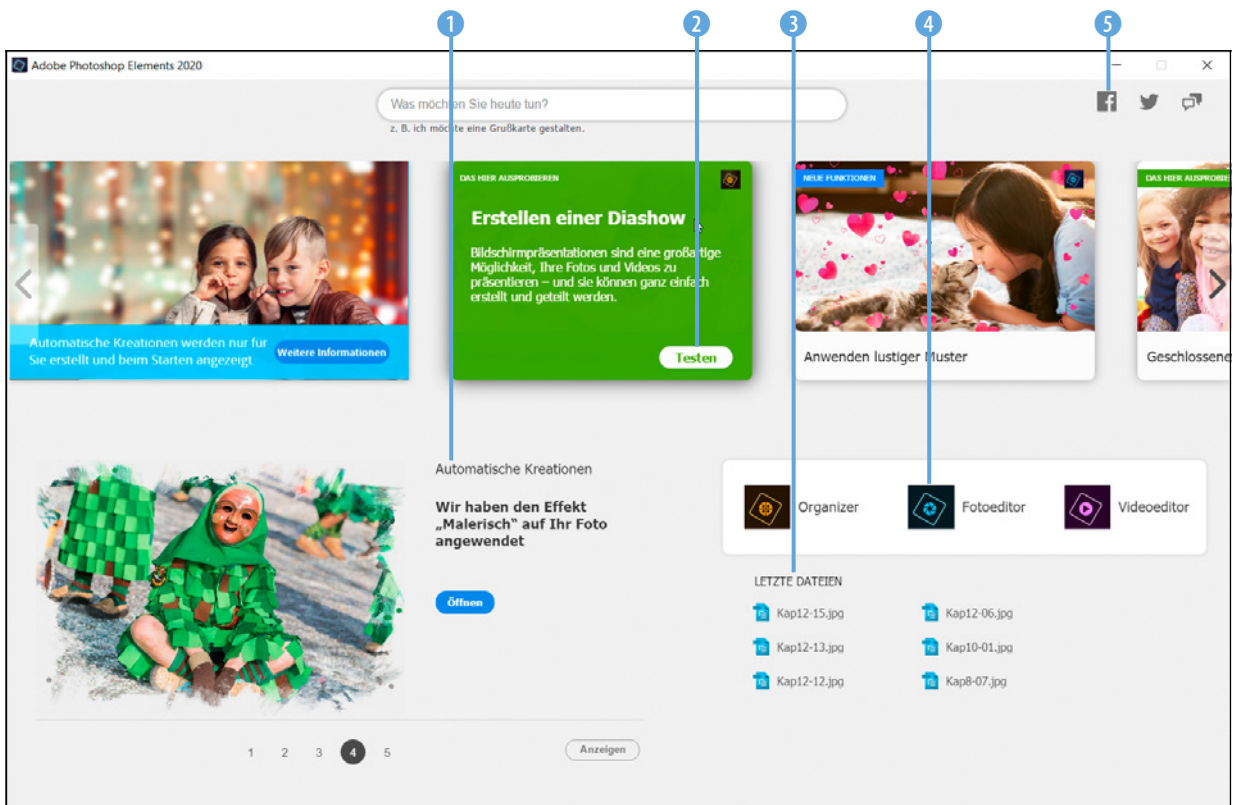 1 2 3 4 5
Adobe Photoshop Elements 2020
Was möchten Sie heute tun?
z. B. ich möchte eine Grußkarte gestalten.
Automatische Kreationen werden nur für
Sie erstellt und beim Starten angezeigt
Weitere Informationen
DAS HIER AUSPROBIEREN
Erstellen einer Diashow
Bildschirmpräsentationen sind eine großartige
Möglichkeit, Ihre Fotos und Videos zu
präsentieren – und sie können ganz einfach
erstellt und geteilt werden.
Testen
NEUE FUNKTIONEN
Anwenden lustiger Muster
DAS HIER AUSPROBIE
Geschlossene
Automatische Kreationen
Wir haben den Effekt
„Malerisch“ auf Ihr Foto
angewendet
Öffnen
1 2 3 4 5
Anzeigen
Organizer
Fotoeditor
Videoeditor
LETZTE DATEIEN
Kap12-15.jpg
Kap12-06.jpg
Kap12-13.jpg
Kap10-01.jpg
Kap12-12.jpg
Kap8-07.jpg